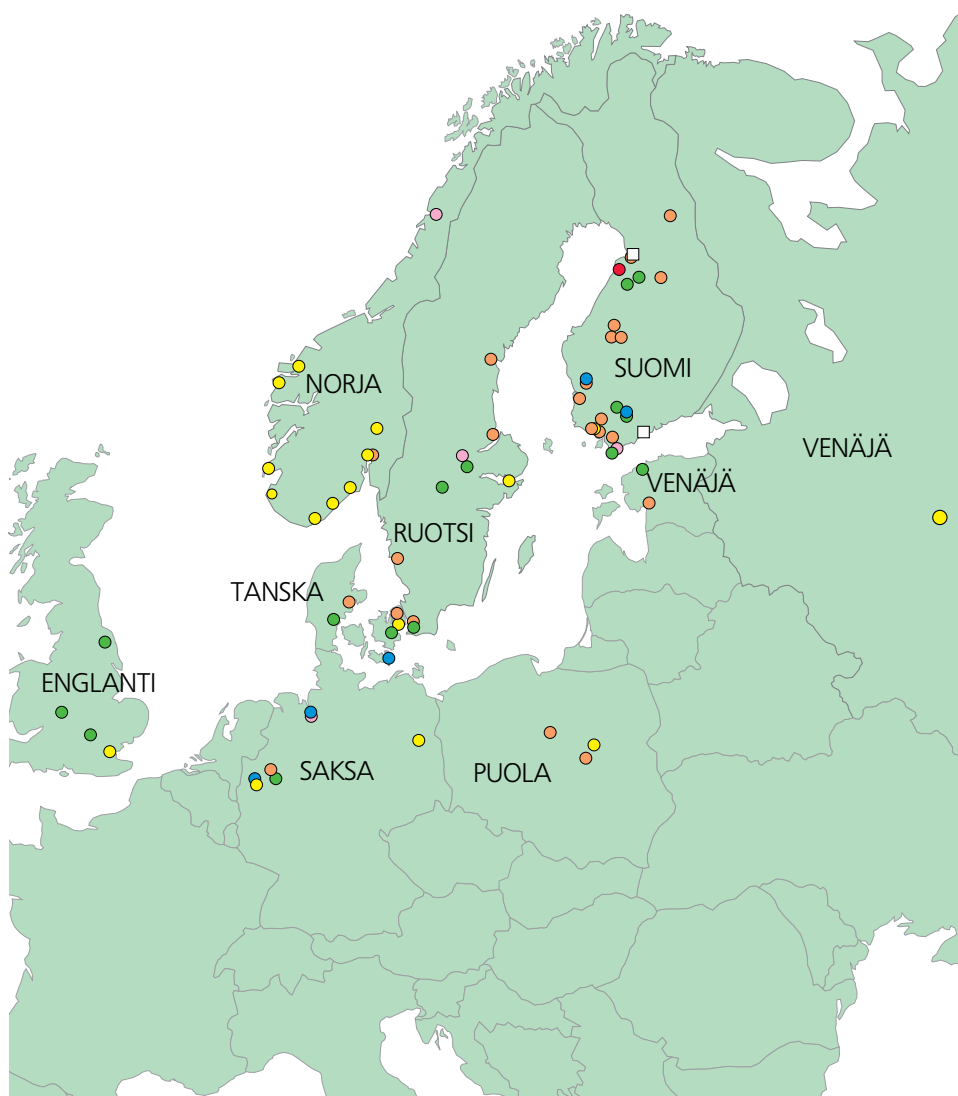 NORJA
SUOMI
VENÄJÄ
VENÄJÄ
RUOTSI
TANSKA
ENGLANTI
SAKSA
PUOLA